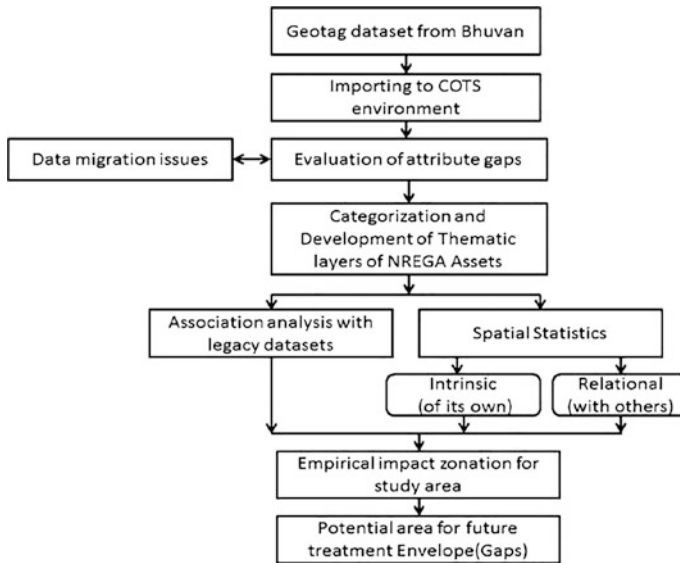 Geotag dataset from Bhuvan
Importing to COTS
environment
Data migration issues
Evaluation of attribute gaps
Categorization and
Development of Thematic
layers of NREGA Assets
Association analysis with
legacy datasets
Spatial Statistics
Intrinsic
(of its own)
Relational
(with others)
Empirical impact zonation for
study area
Potential area for future
treatment Envelope(Gaps)